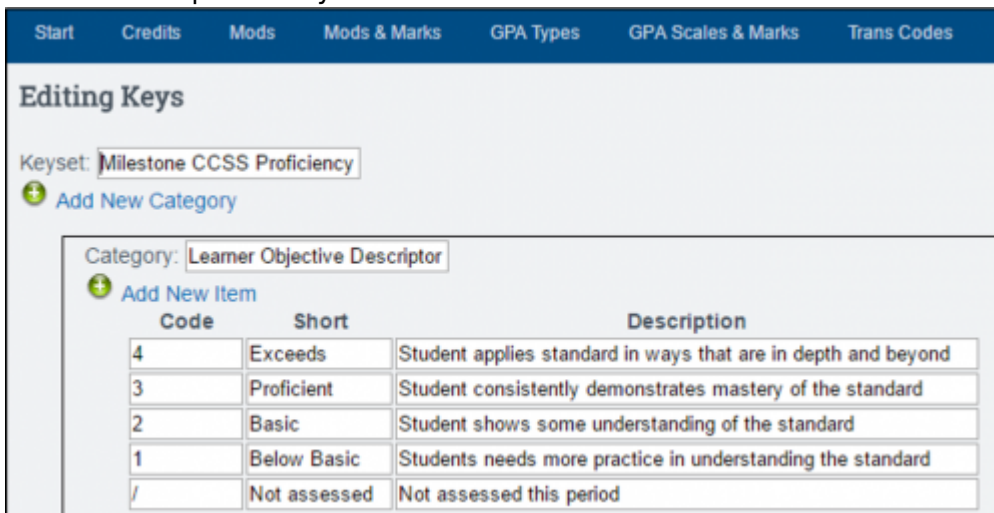 Start Credits Mods Mods & Marks GPA Types GPA Scales & Marks Trans Codes
Editing Keys
Keyset: Milestone CCSS Proficiency
Add New Category
Category: Learner Objective Descriptor
Add New Item
Code Short Description
4 Exceeds Student applies standard in ways that are in depth and beyond
3 Proficient Student consistently demonstrates mastery of the standard
2 Basic Student shows some understanding of the standard
1 Below Basic Students needs more practice in understanding the standard
/ Not assessed Not assessed this period